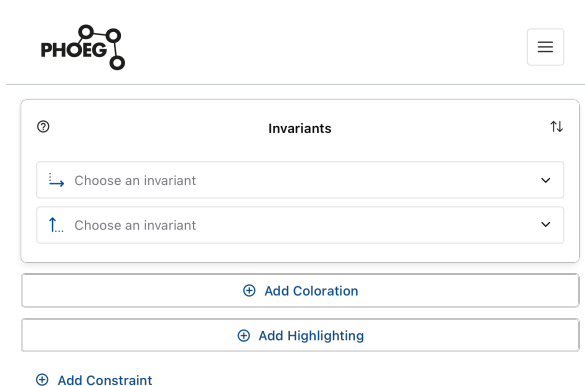 PHOEG
Invariants
Choose an invariant
Choose an invariant
Add Coloration
Add Highlighting
Add Constraint